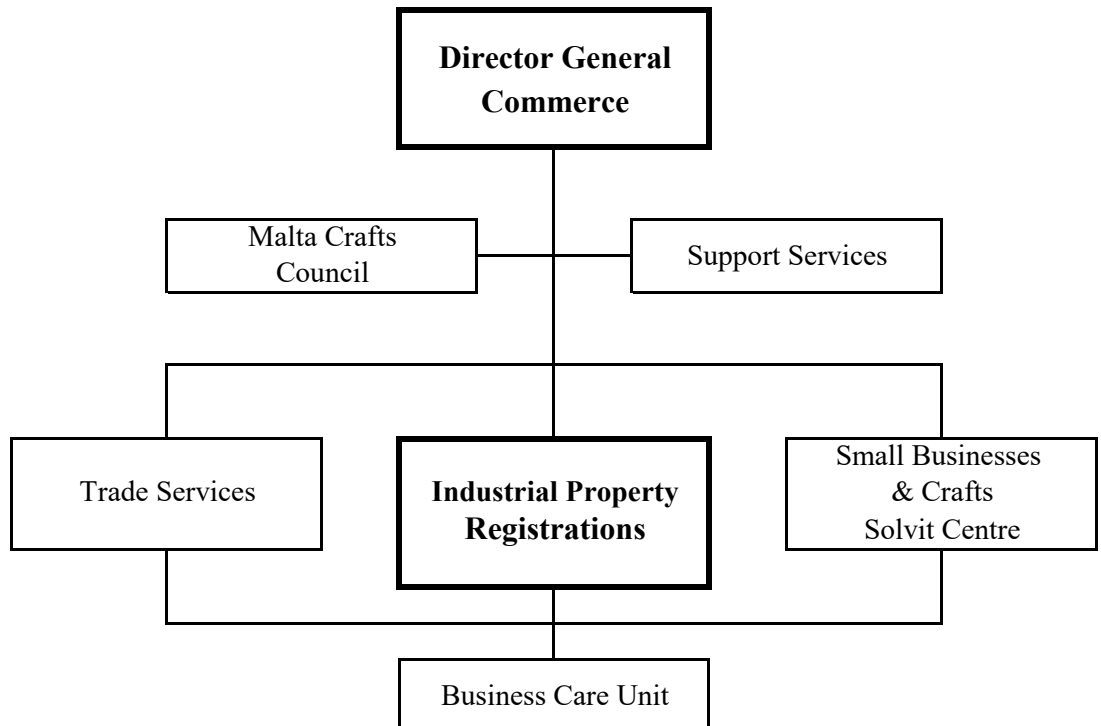 Director General
Commerce
Malta Crafts
Council
Support Services
Trade Services
Industrial Property
Registrations
Small Businesses
& Crafts
Solvit Centre
Business Care Unit